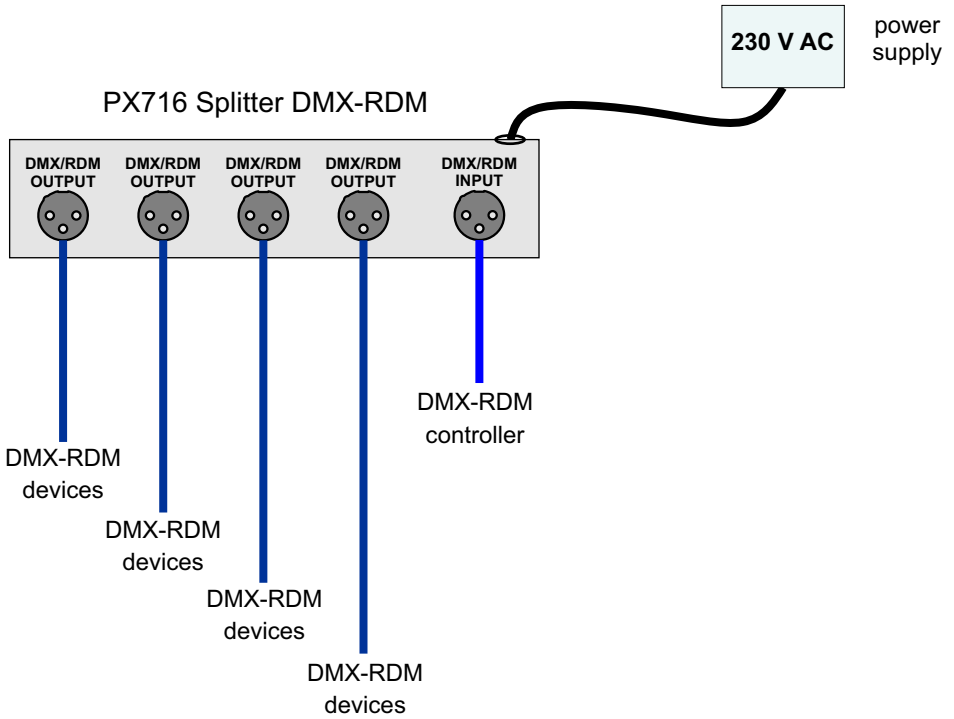 230 V AC
power
supply
PX716 Splitter DMX-RDM
DMX/RDM
OUTPUT
DMX/RDM
OUTPUT
DMX/RDM
OUTPUT
DMX/RDM
OUTPUT
DMX/RDM
INPUT
DMX-RDM
controller
DMX-RDM
devices
DMX-RDM
devices
DMX-RDM
devices
DMX-RDM
devices